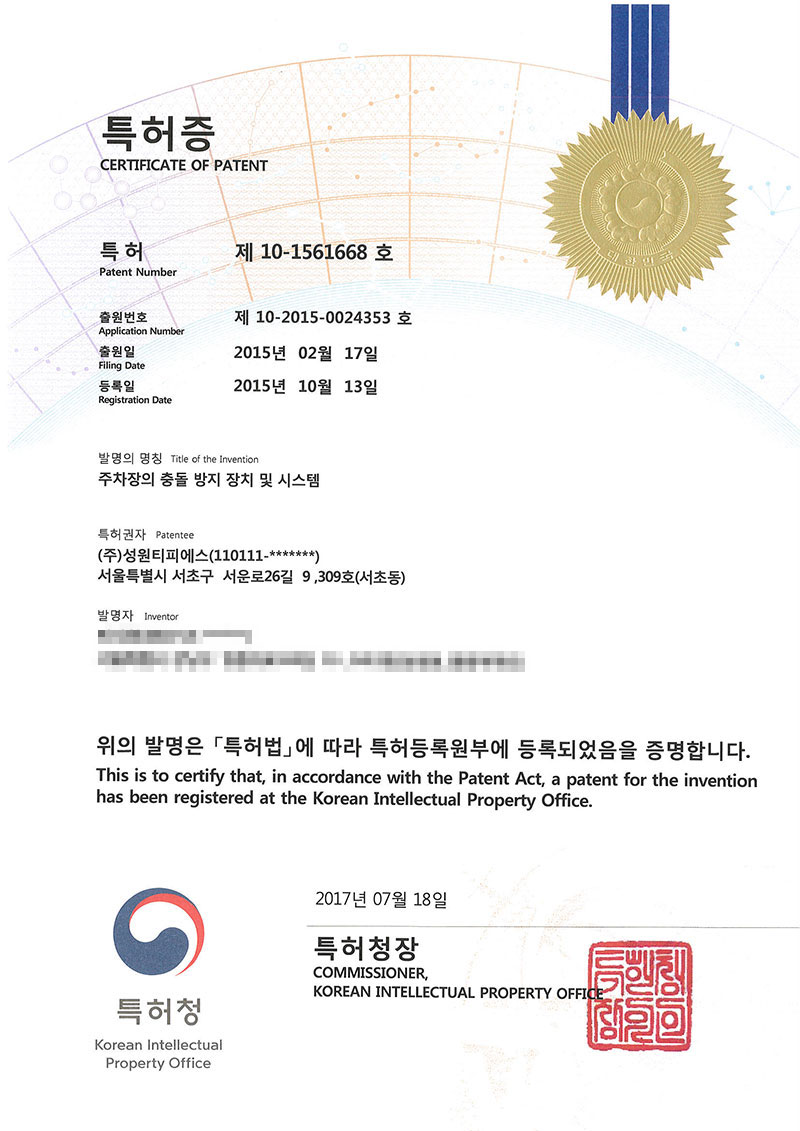 특허증
CERTIFICATE OF PATENT
특허 제 10-1561668 호
Patent Number
출원번호 제 10-2015-0024353 호
Application Number
출원일 2015년 02월 17일
Filing Date
등록일 2015년 10월 13일
Registration Date
발명의 명칭 Title of the Invention
주차장의 충돌 방지 장치 및 시스템
특허권자 Patentee
(주)성원티피에스(110111-*******)
서울특별시 서초구 서운로26길 9 ,309호(서초동)
발명자 Inventor
위의 발명은 「특허법」에 따라 특허등록원부에 등록되었음을 증명합니다.
This is to certify that, in accordance with the Patent Act, a patent for the invention
has been registered at the Korean Intellectual Property Office.
2017년 07월 18일
특허청장
COMMISSIONER,
KOREAN INTELLECTUAL PROPERTY OFFICE
특허청
Korean Intellectual
Property Office
대한민국